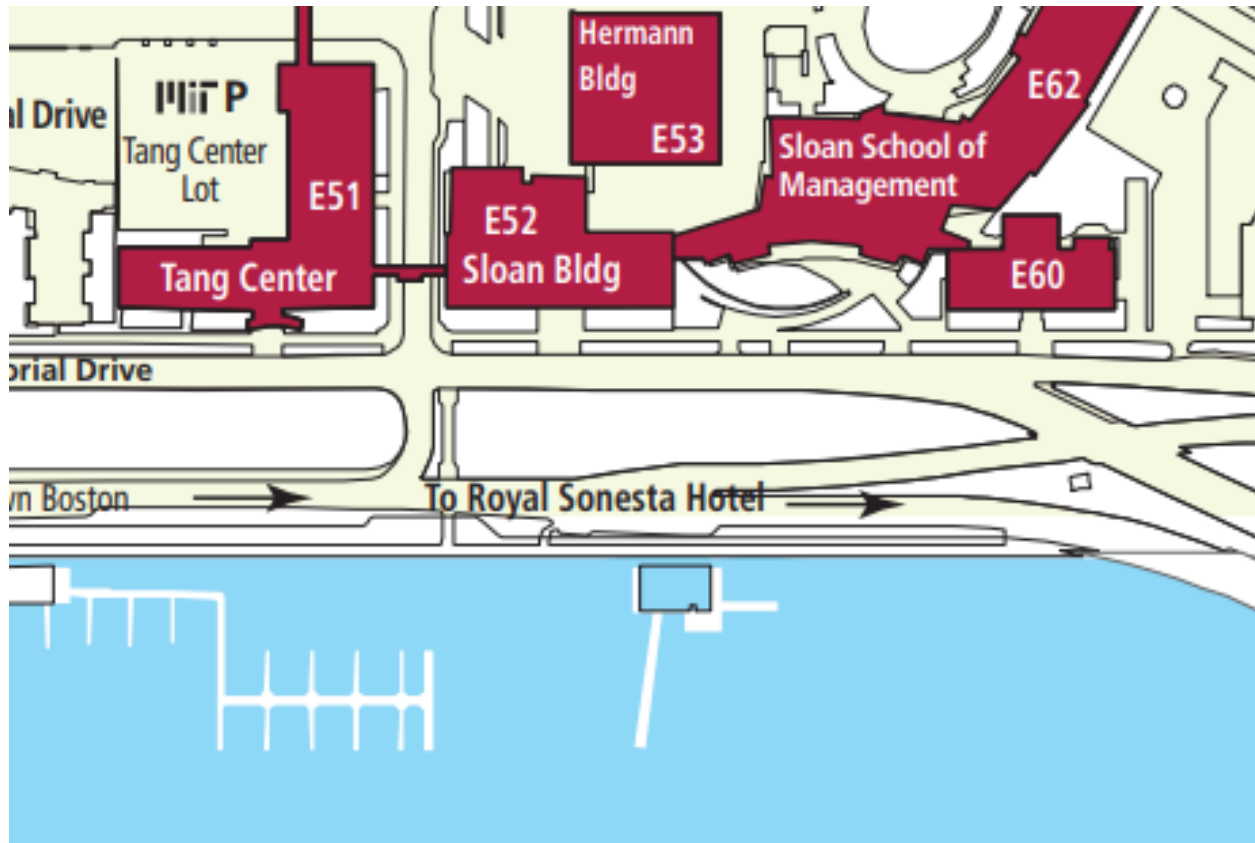 Hermann
Bldg
E53
E62
al Drive
MIT P
Tang Center
Lot
E51
Sloan School of
Management
E52
Sloan Bldg
Tang Center
E60
orial Drive
wn Boston
To Royal Sonesta Hotel